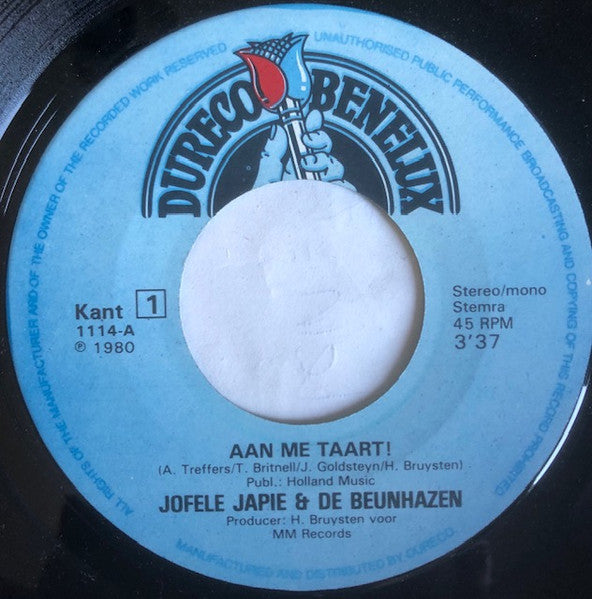 ALL RIGHTS OF THE MANUFACTURER AND OF THE OWNER OF THE RECORDED WORK RESERVED
UNAUTHORISED PUBLIC PERFORMANCE BROADCASTING AND COPYING OF THIS RECORD PROHIBITED
DURECO BENELUX
Kant 1
1114-A
℗ 1980
Stereo/mono
Stemra
45 RPM
3'37
AAN ME TAART!
(A. Treffers/T. Britnell/J. Goldsteyn/H. Bruysten)
Publ.: Holland Music
JOFELE JAPIE & DE BEUNHAZEN
Producer: H. Bruysten voor
MM Records
MANUFACTURED AND DISTRIBUTED BY DURECO